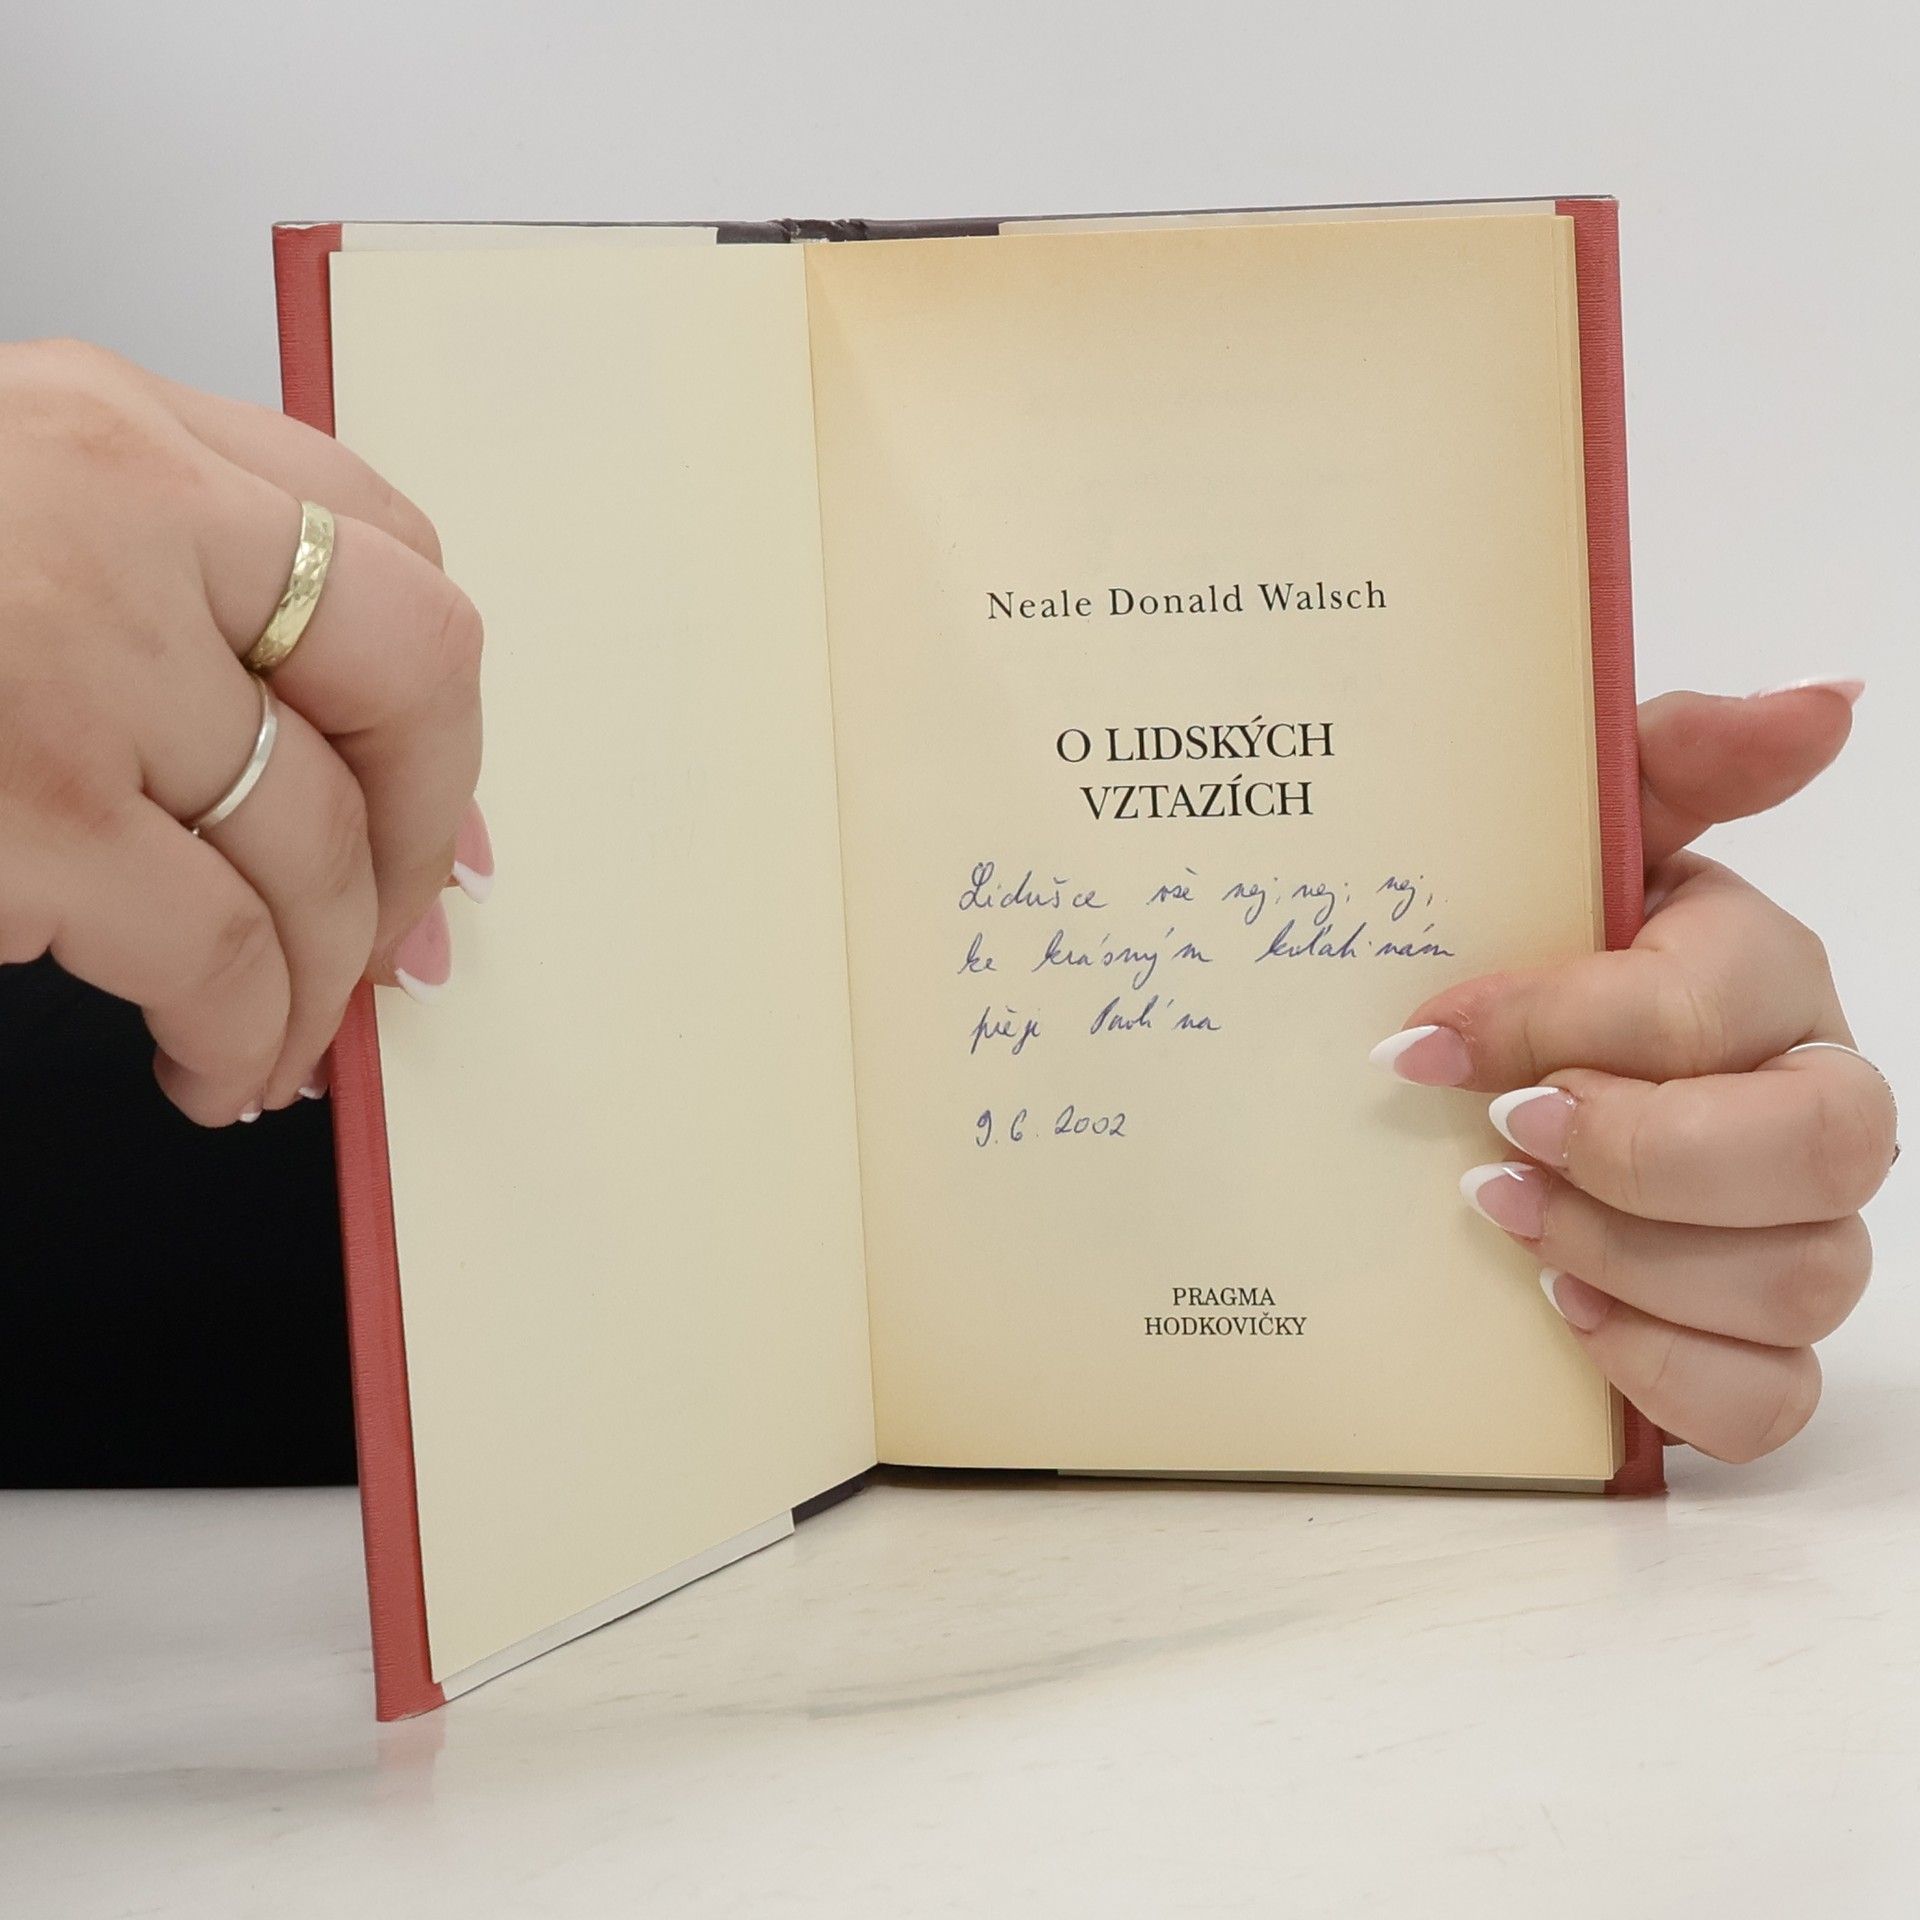 Neale Donald Walsch
O LIDSKÝCH
VZTAZÍCH
Lidušce vše nej, nej, nej,
ke krásným kulatinám
přeje Pavlína
9. 6. 2002
PRAGMA
HODKOVIČKY